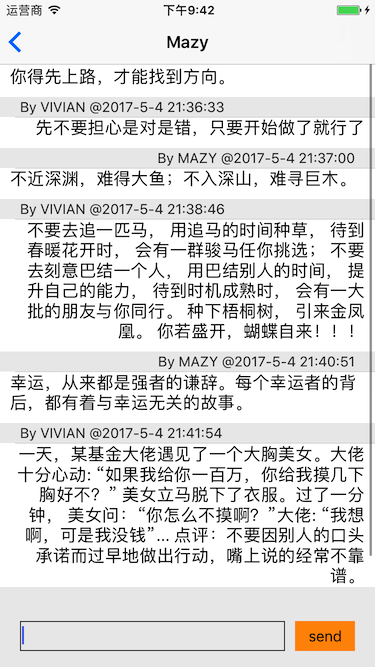 运营商 下午9:42
Mazy
你得先上路，才能找到方向。
By VIVIAN @2017-5-4 21:36:33
先不要担心是对是错，只要开始做了就行了
By MAZY @2017-5-4 21:37:00
不近深渊，难得大鱼；不入深山，难寻巨木。
By VIVIAN @2017-5-4 21:38:46
不要去追一匹马， 用追马的时间种草， 待到
春暖花开时， 会有一群骏马任你挑选； 不要
去刻意巴结一个人， 用巴结别人的时间， 提
升自己的能力， 待到时机成熟时， 会有一大
批的朋友与你同行。 种下梧桐树， 引来金凤
凰。 你若盛开，蝴蝶自来！！！
By MAZY @2017-5-4 21:40:51
幸运，从来都是强者的谦辞。每个幸运者的背
后，都有着与幸运无关的故事。
By VIVIAN @2017-5-4 21:41:54
一天，某基金大佬遇见了一个大胸美女。大佬
十分心动: “如果我给你一百万，你给我摸几下
胸好不？” 美女立马脱下了衣服。过了一分
钟， 美女问：“你怎么不摸啊？”大佬: “我想
啊，可是我没钱”... 点评：不要因别人的口头
承诺而过早地做出行动，嘴上说的经常不靠
谱。
send